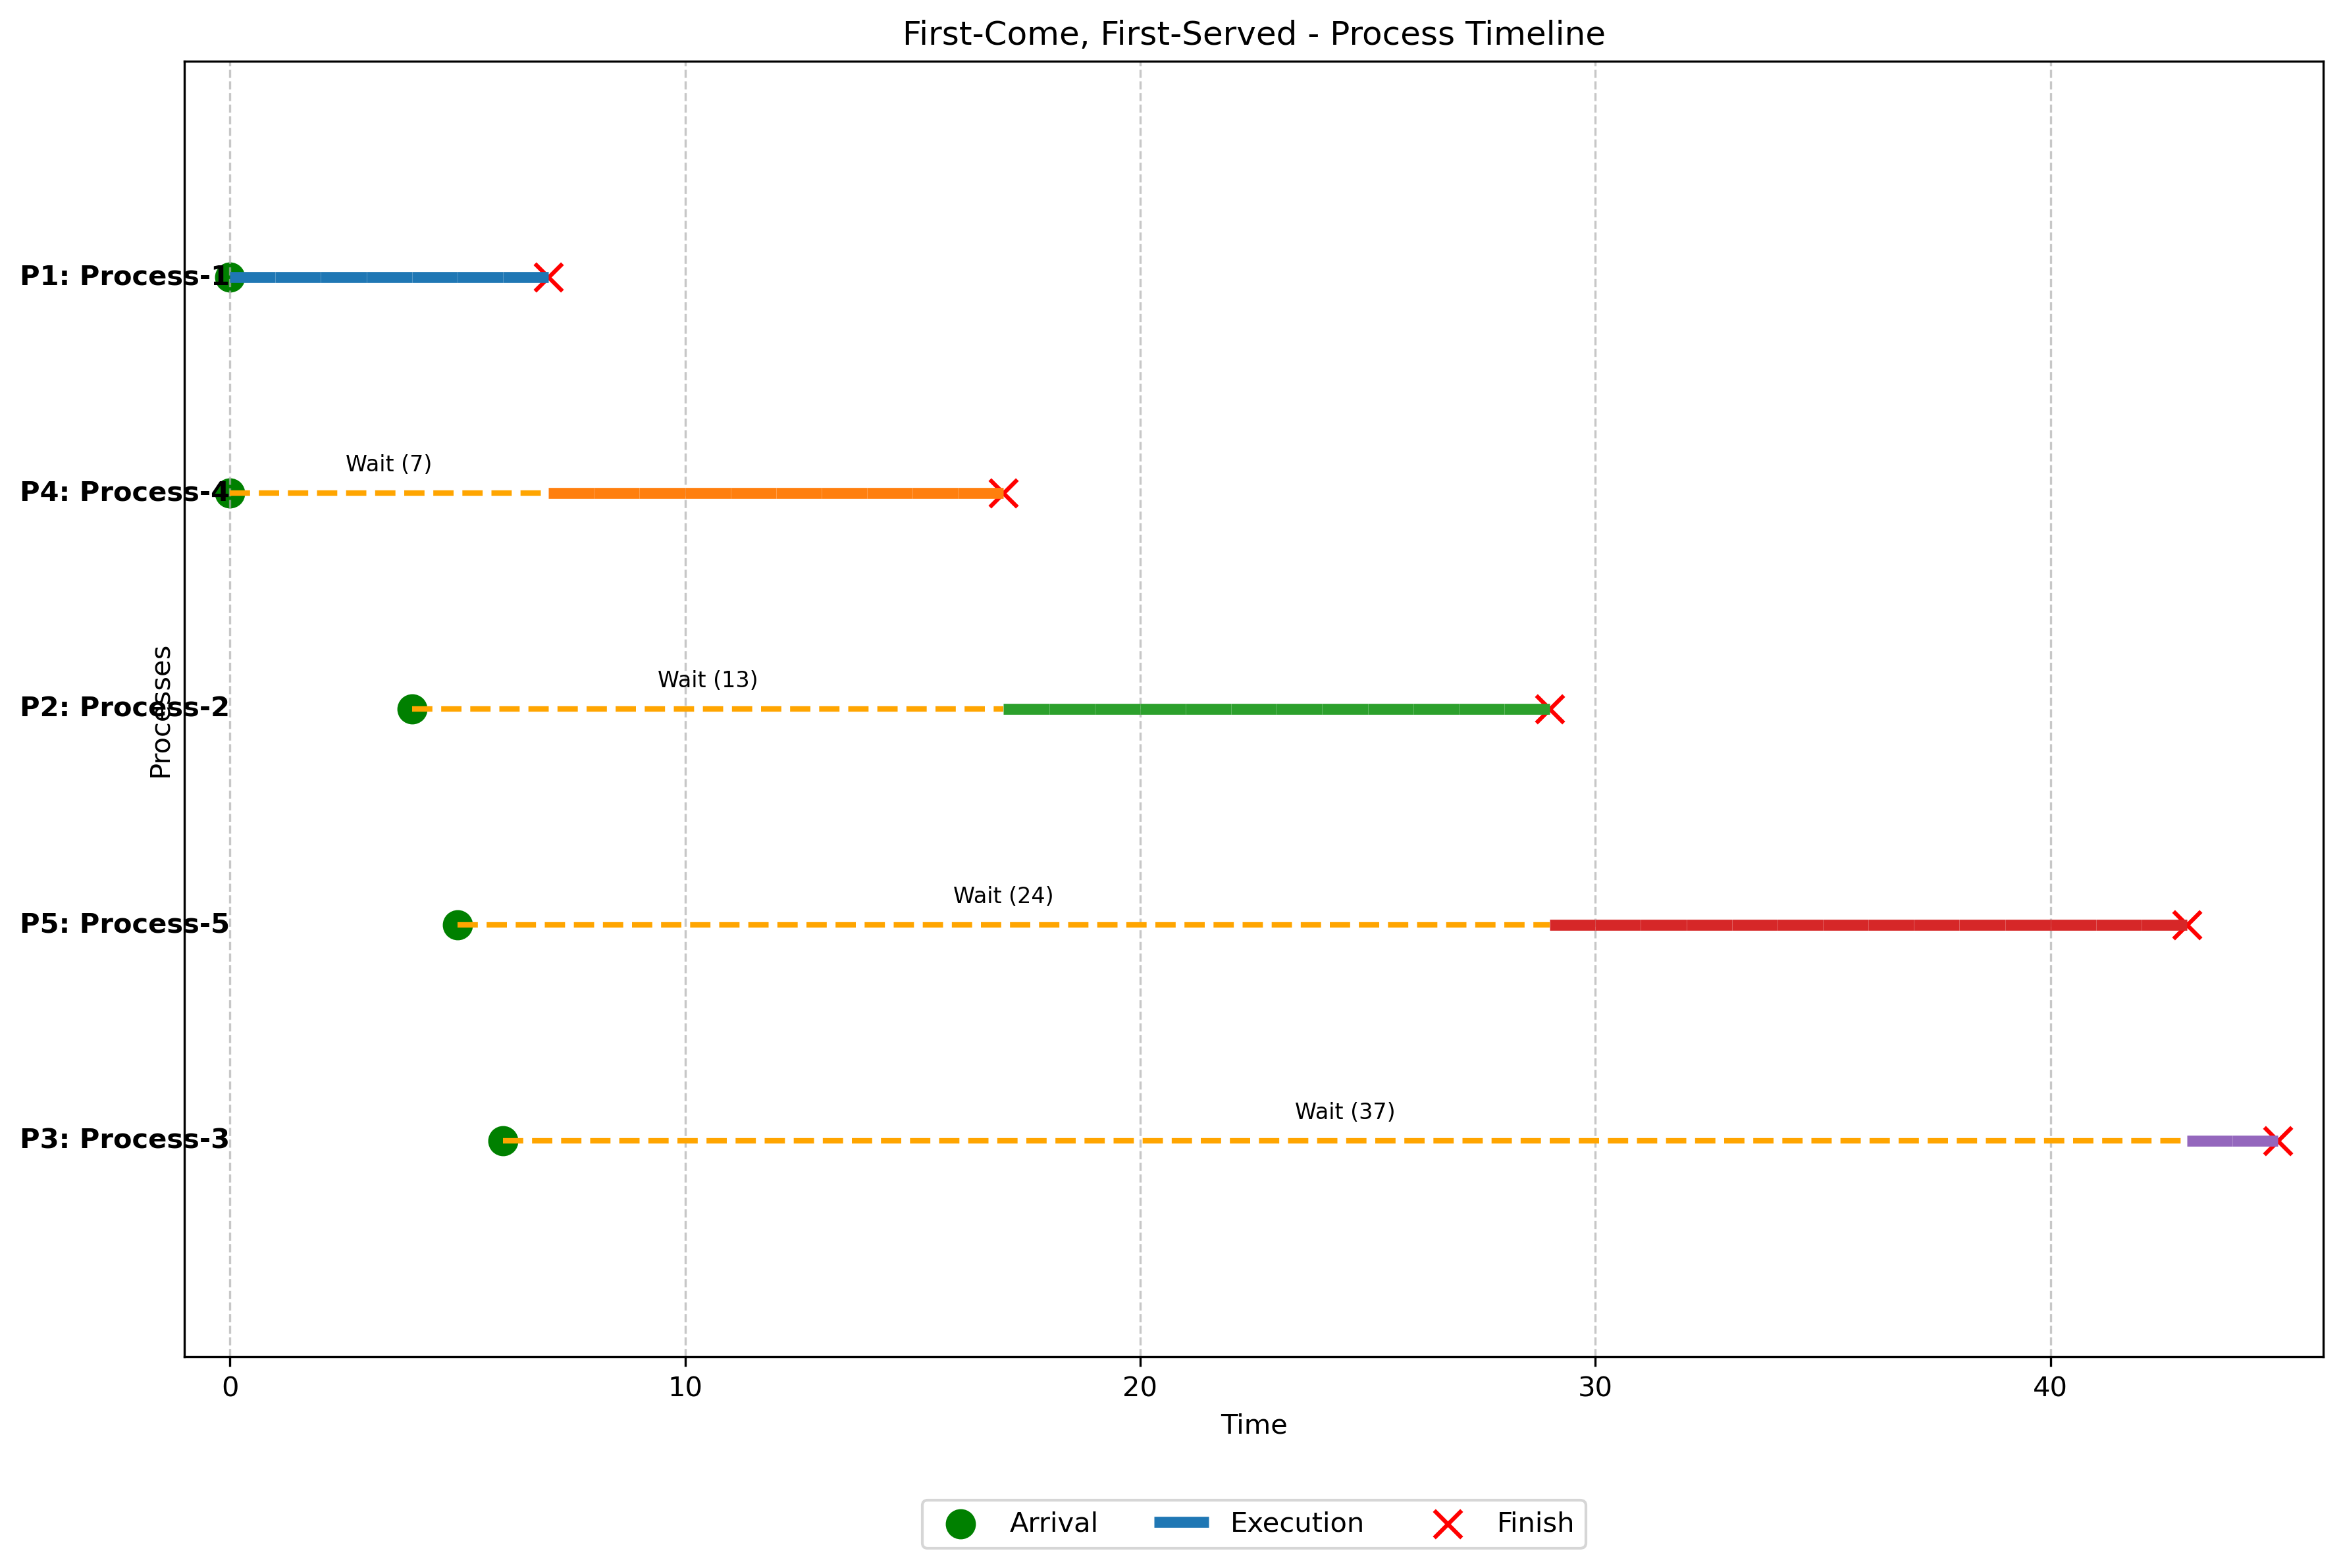 First-Come, First-Served - Process Timeline
P1: Process-1
Wait (7)
P4: Process-4
Wait (13)
P2: Process-2
Processes
Wait (24)
P5: Process-5
Wait (37)
P3: Process-3
0 10 20 30 40
Time
Arrival Execution Finish